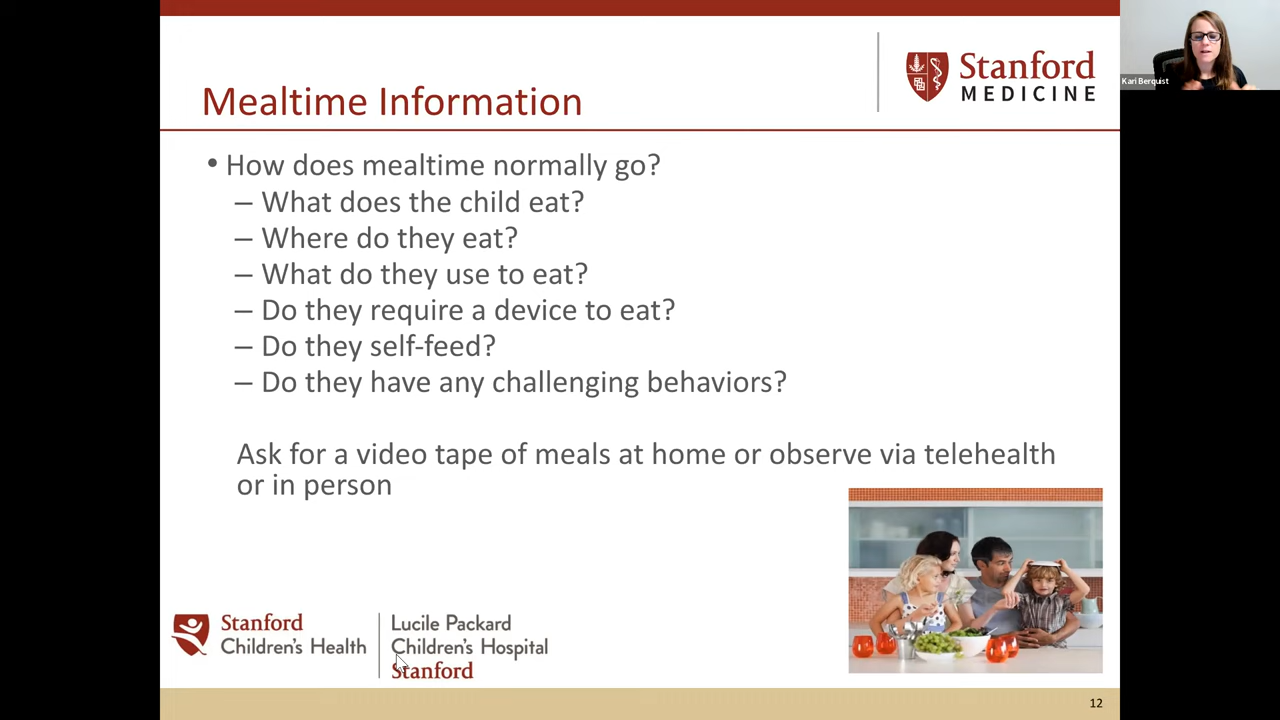 Mealtime Information
Stanford
MEDICINE
Kari Berquist
• How does mealtime normally go?
– What does the child eat?
– Where do they eat?
– What do they use to eat?
– Do they require a device to eat?
– Do they self-feed?
– Do they have any challenging behaviors?
Ask for a video tape of meals at home or observe via telehealth
or in person
Stanford
Children's Health
Lucile Packard
Children's Hospital
Stanford
12